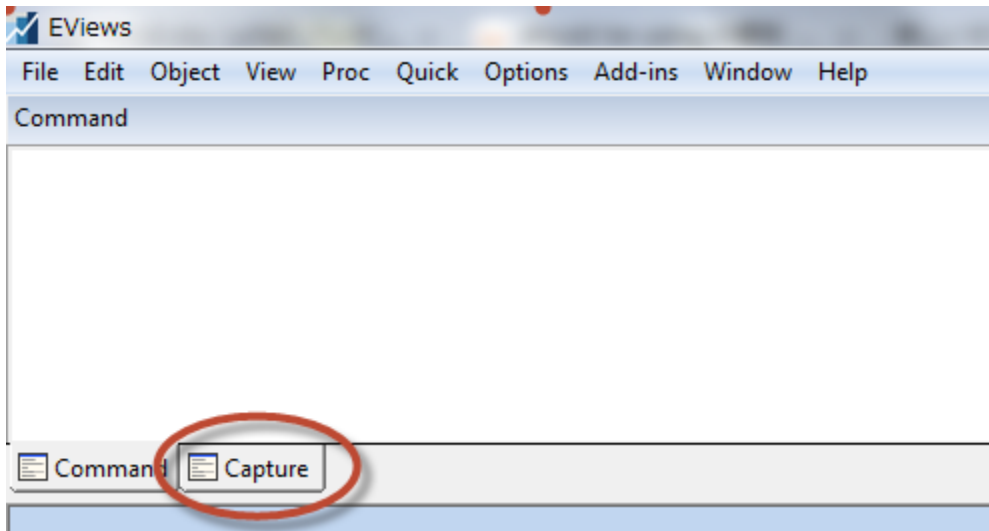 EViews
File Edit Object View Proc Quick Options Add-ins Window Help
Command
Command Capture